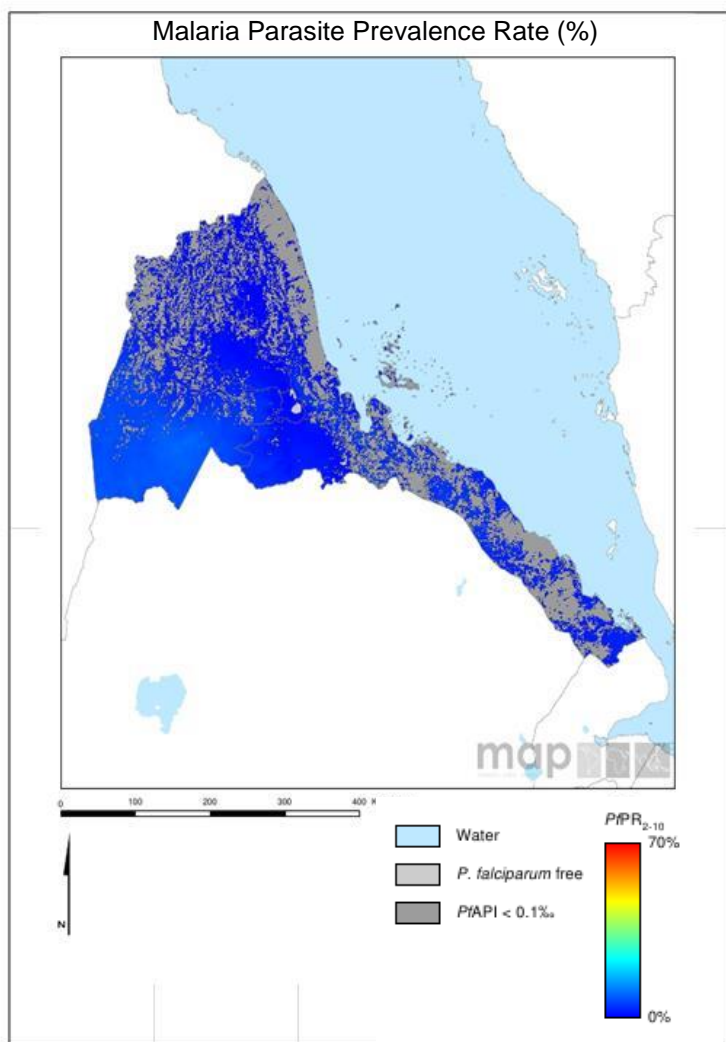 Malaria Parasite Prevalence Rate (%)
map
0 100 200 300 400 K
N
Water
P. falciparum free
PfAPI < 0.1‰
PfPR2-10
70%
0%